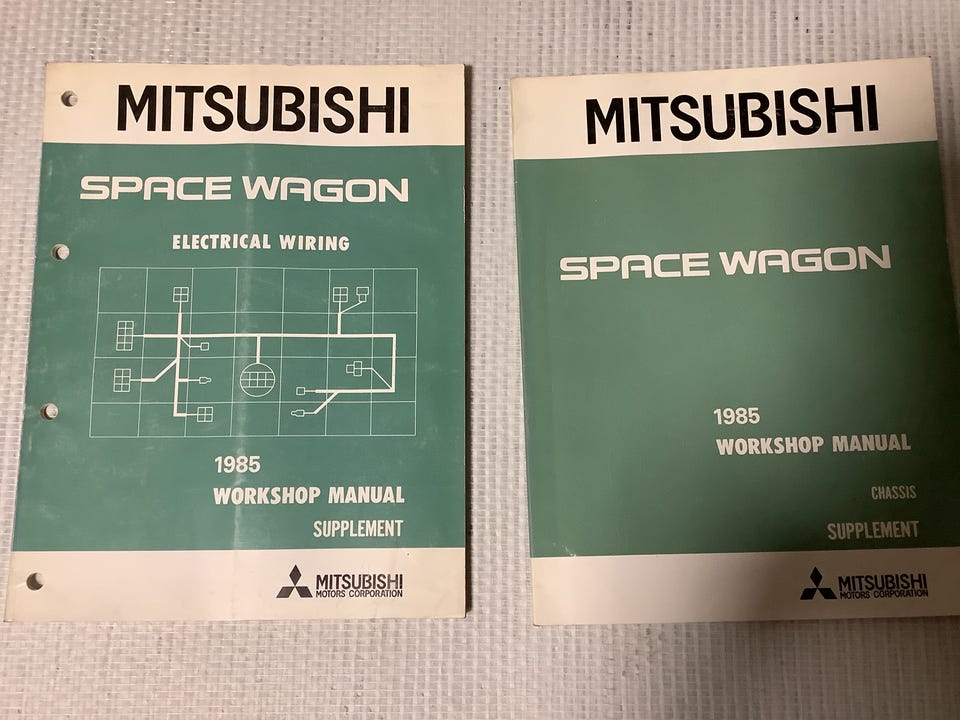 MITSUBISHI
SPACE WAGON
ELECTRICAL WIRING
1985
WORKSHOP MANUAL
SUPPLEMENT
MITSUBISHI
MOTORS CORPORATION
MITSUBISHI
SPACE WAGON
1985
WORKSHOP MANUAL
CHASSIS
SUPPLEMENT
MITSUBISHI
MOTORS CORPORATION